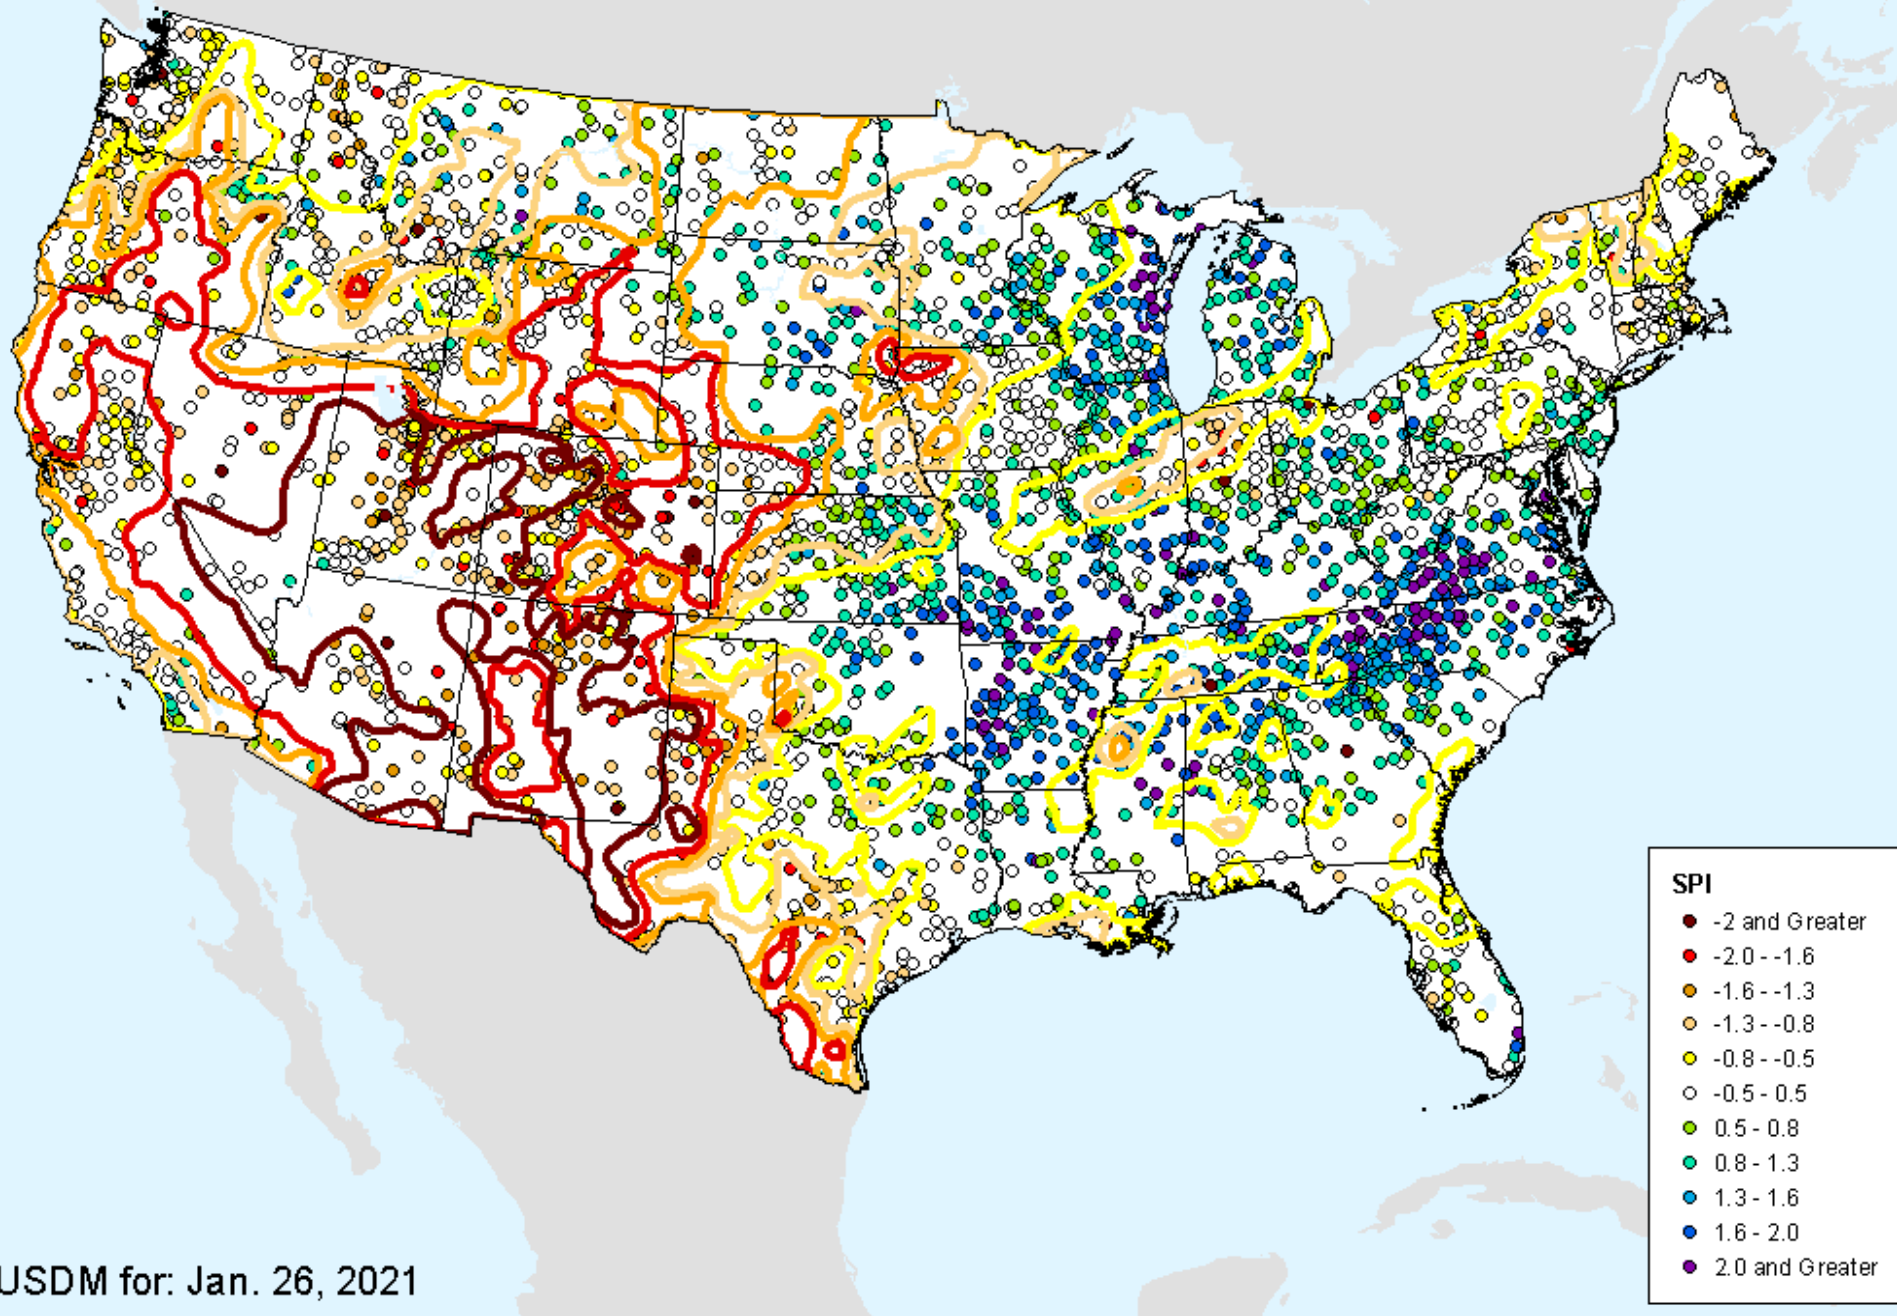 SPI
-2 and Greater
-2.0 - -1.6
-1.6 - -1.3
-1.3 - -0.8
-0.8 - -0.5
-0.5 - 0.5
0.5 - 0.8
0.8 - 1.3
1.3 - 1.6
1.6 - 2.0
2.0 and Greater
USDM for: Jan. 26, 2021